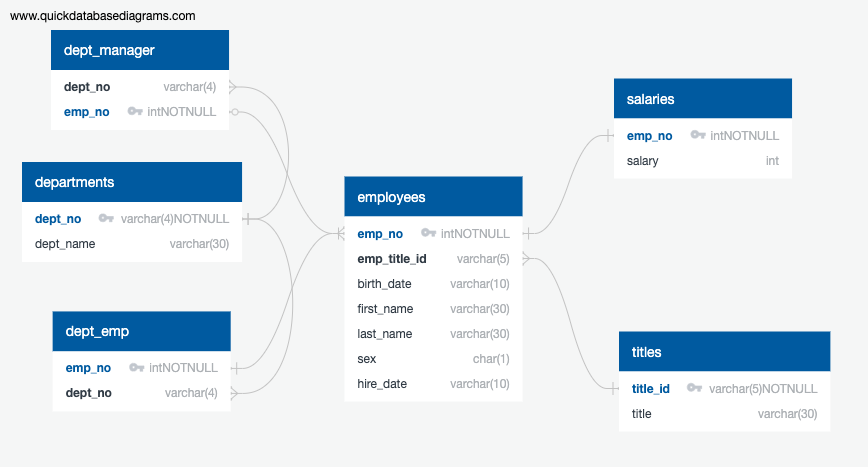 www.quickdatabasediagrams.com
dept_manager
dept_no varchar(4)
emp_no intNOTNULL
departments
dept_no varchar(4)NOTNULL
dept_name varchar(30)
dept_emp
emp_no intNOTNULL
dept_no varchar(4)
employees
emp_no intNOTNULL
emp_title_id varchar(5)
birth_date varchar(10)
first_name varchar(30)
last_name varchar(30)
sex char(1)
hire_date varchar(10)
salaries
emp_no intNOTNULL
salary int
titles
title_id varchar(5)NOTNULL
title varchar(30)